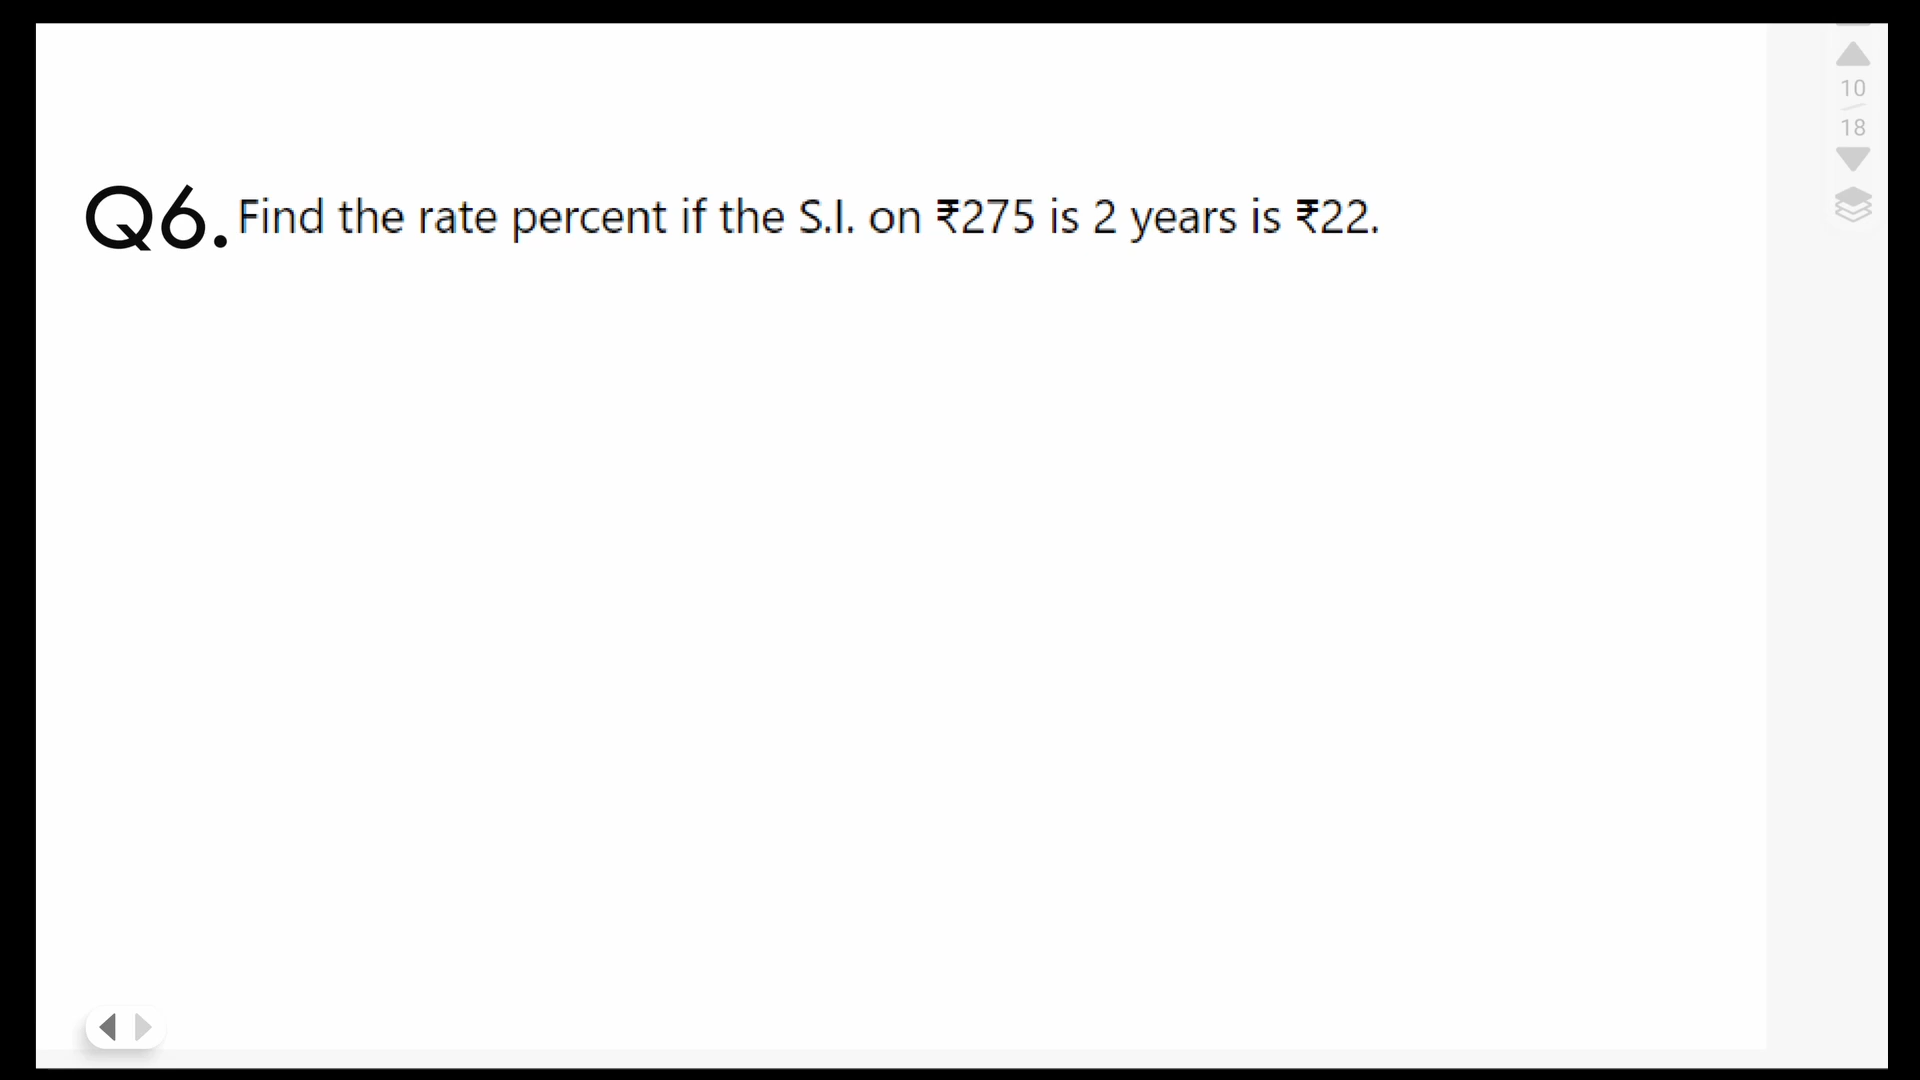 10
18
Q6. Find the rate percent if the S.I. on ₹275 is 2 years is ₹22.